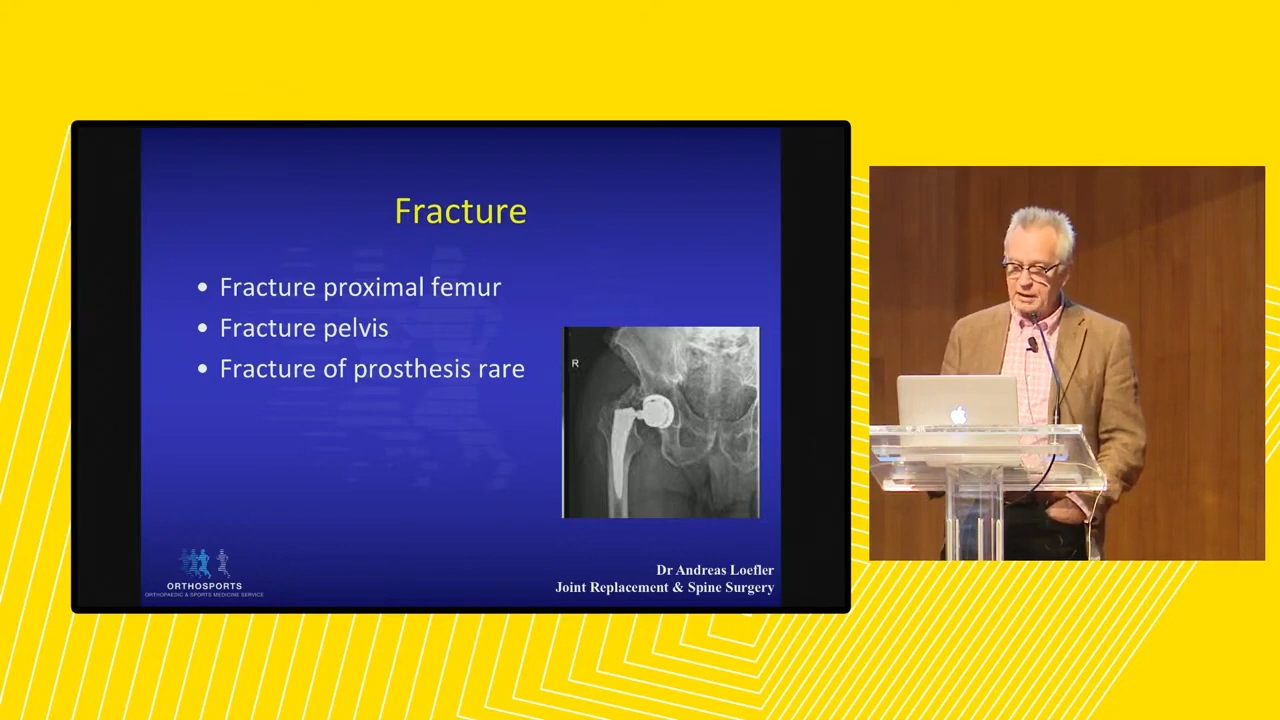 Fracture
• Fracture proximal femur
• Fracture pelvis
• Fracture of prosthesis rare
R
ORTHOSPORTS
ORTHOPAEDIC & SPORTS MEDICINE SERVICE
Dr Andreas Loefler
Joint Replacement & Spine Surgery